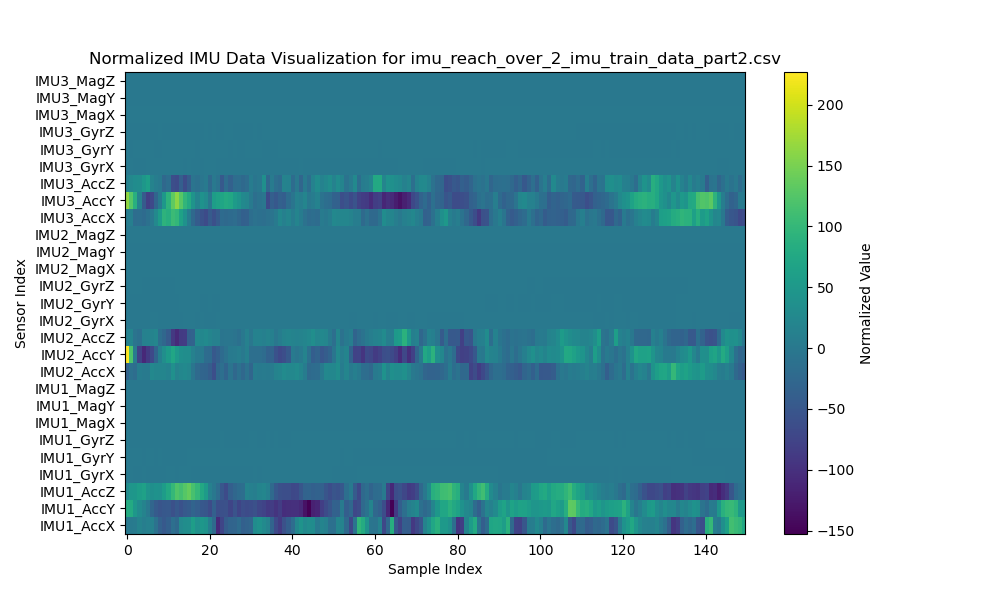 Normalized IMU Data Visualization for imu_reach_over_2_imu_train_data_part2.csv
IMU3_MagZ
IMU3_MagY
IMU3_MagX
IMU3_GyrZ
IMU3_GyrY
IMU3_GyrX
IMU3_AccZ
IMU3_AccY
IMU3_AccX
IMU2_MagZ
IMU2_MagY
IMU2_MagX
IMU2_GyrZ
IMU2_GyrY
IMU2_GyrX
IMU2_AccZ
IMU2_AccY
IMU2_AccX
IMU1_MagZ
IMU1_MagY
IMU1_MagX
IMU1_GyrZ
IMU1_GyrY
IMU1_GyrX
IMU1_AccZ
IMU1_AccY
IMU1_AccX
Sensor Index
0 20 40 60 80 100 120 140
Sample Index
200
150
100
50
0
−50
−100
−150
Normalized Value